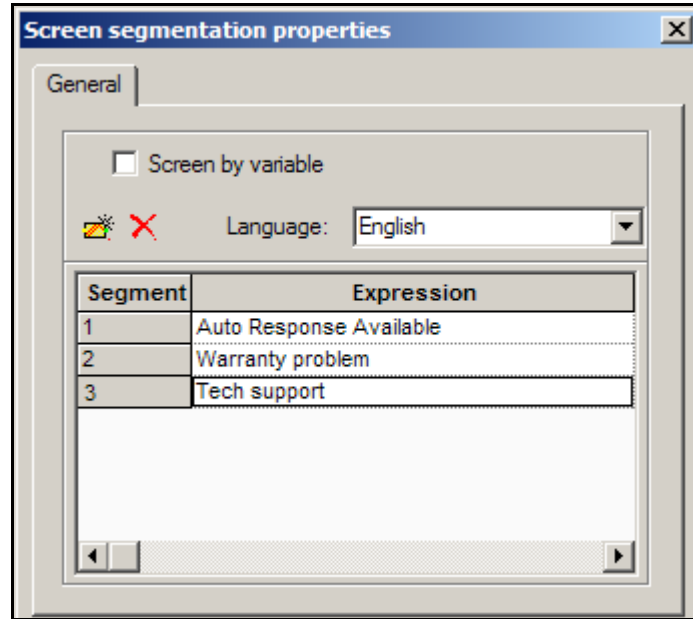 Screen segmentation properties
General
Screen by variable
Language: English
Segment Expression
1 Auto Response Available
2 Warranty problem
3 Tech support